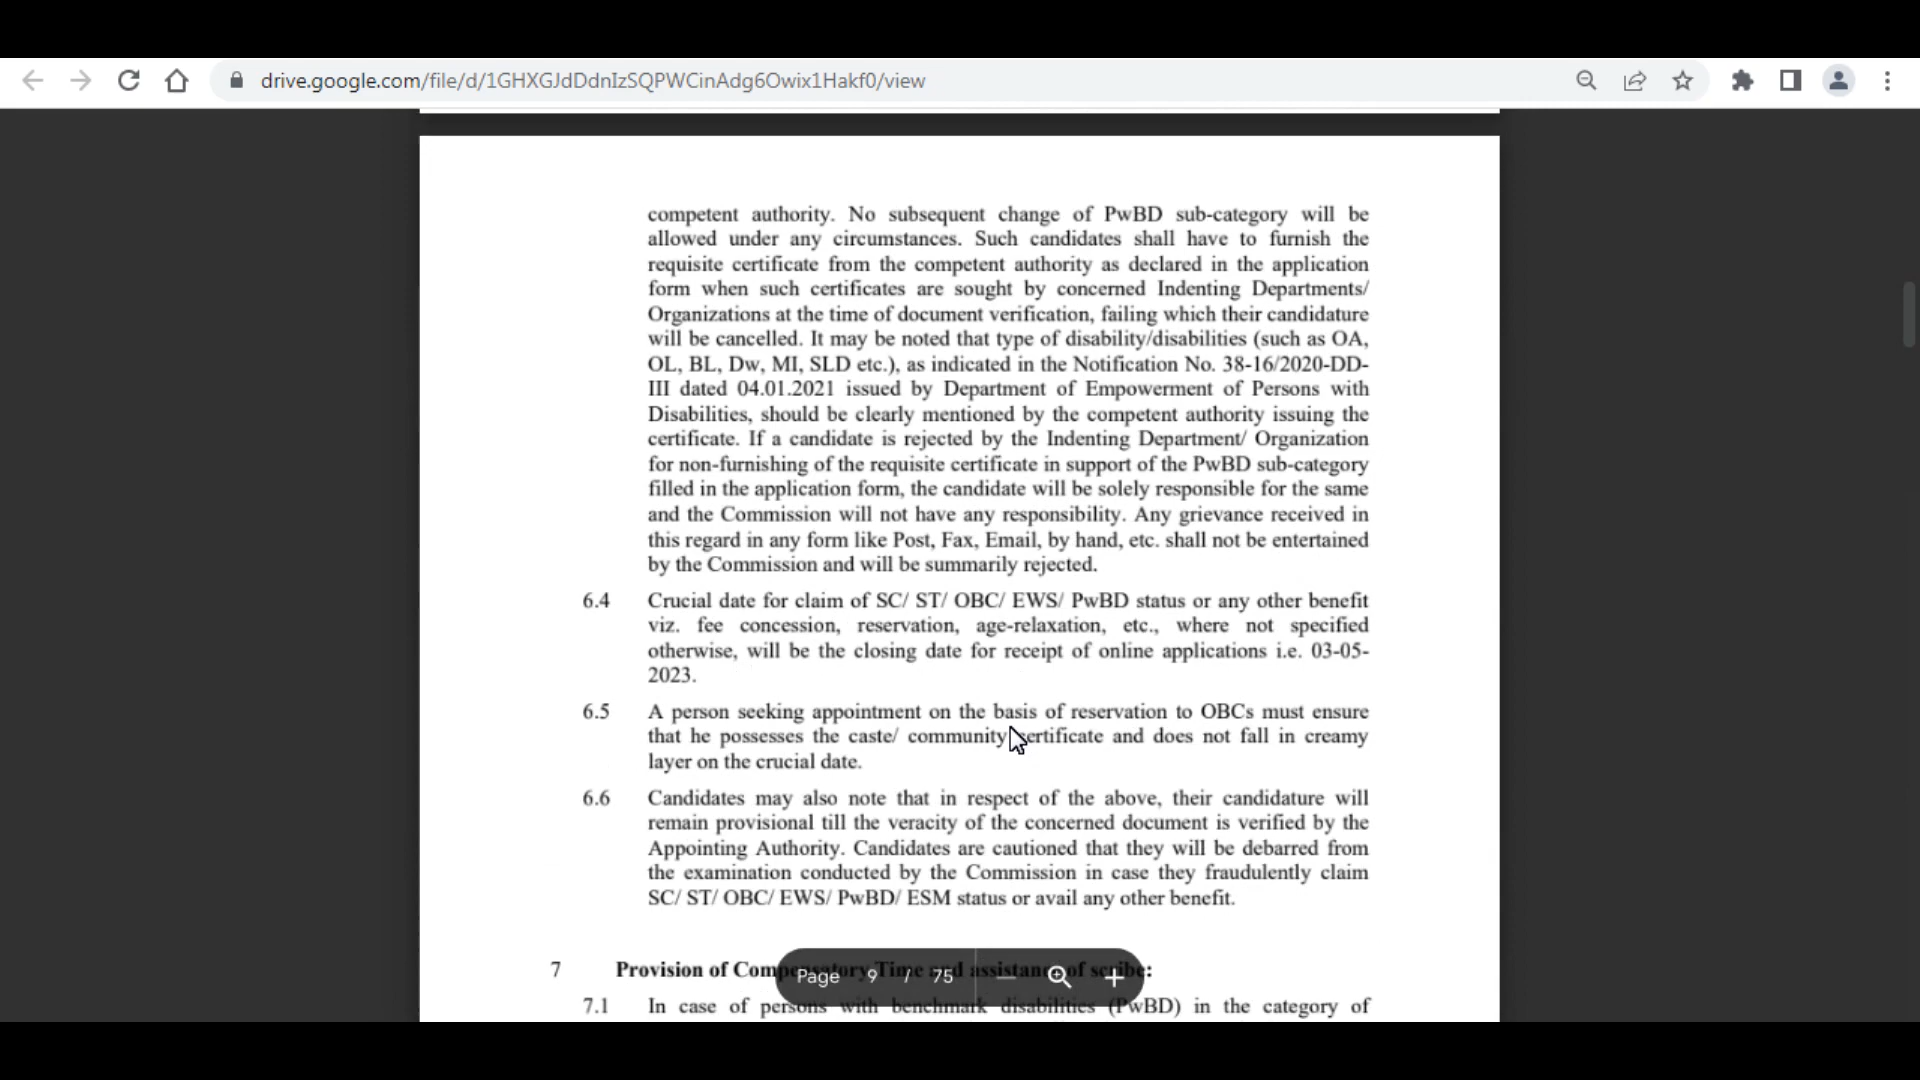 drive.google.com/file/d/1GHXGJdDdnIzSQPWCinAdg6Owix1Hakf0/view
competent authority. No subsequent change of PwBD sub-category will be
allowed under any circumstances. Such candidates shall have to furnish the
requisite certificate from the competent authority as declared in the application
form when such certificates are sought by concerned Indenting Departments/
Organizations at the time of document verification, failing which their candidature
will be cancelled. It may be noted that type of disability/disabilities (such as OA,
OL, BL, Dw, MI, SLD etc.), as indicated in the Notification No. 38-16/2020-DD-
III dated 04.01.2021 issued by Department of Empowerment of Persons with
Disabilities, should be clearly mentioned by the competent authority issuing the
certificate. If a candidate is rejected by the Indenting Department/ Organization
for non-furnishing of the requisite certificate in support of the PwBD sub-category
filled in the application form, the candidate will be solely responsible for the same
and the Commission will not have any responsibility. Any grievance received in
this regard in any form like Post, Fax, Email, by hand, etc. shall not be entertained
by the Commission and will be summarily rejected.
6.4 Crucial date for claim of SC/ ST/ OBC/ EWS/ PwBD status or any other benefit
viz. fee concession, reservation, age-relaxation, etc., where not specified
otherwise, will be the closing date for receipt of online applications i.e. 03-05-
2023.
6.5 A person seeking appointment on the basis of reservation to OBCs must ensure
that he possesses the caste/ community certificate and does not fall in creamy
layer on the crucial date.
6.6 Candidates may also note that in respect of the above, their candidature will
remain provisional till the veracity of the concerned document is verified by the
Appointing Authority. Candidates are cautioned that they will be debarred from
the examination conducted by the Commission in case they fraudulently claim
SC/ ST/ OBC/ EWS/ PwBD/ ESM status or avail any other benefit.
7 Provision of Compensatory Time and assistance of scribe:
Page 9 / 75
7.1 In case of persons with benchmark disabilities (PwBD) in the category of